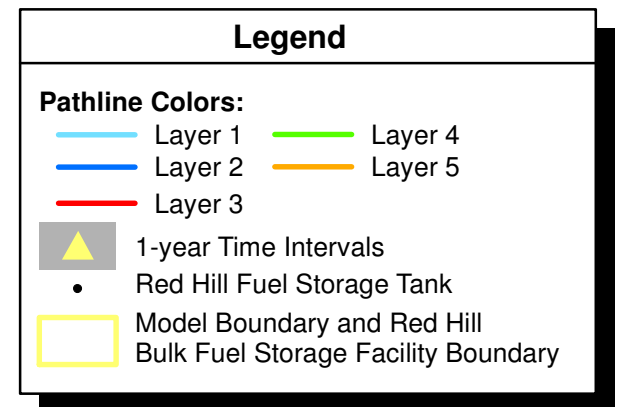 Legend
Pathline Colors:
Layer 1 Layer 4
Layer 2 Layer 5
Layer 3
1-year Time Intervals
Red Hill Fuel Storage Tank
Model Boundary and Red Hill
Bulk Fuel Storage Facility Boundary